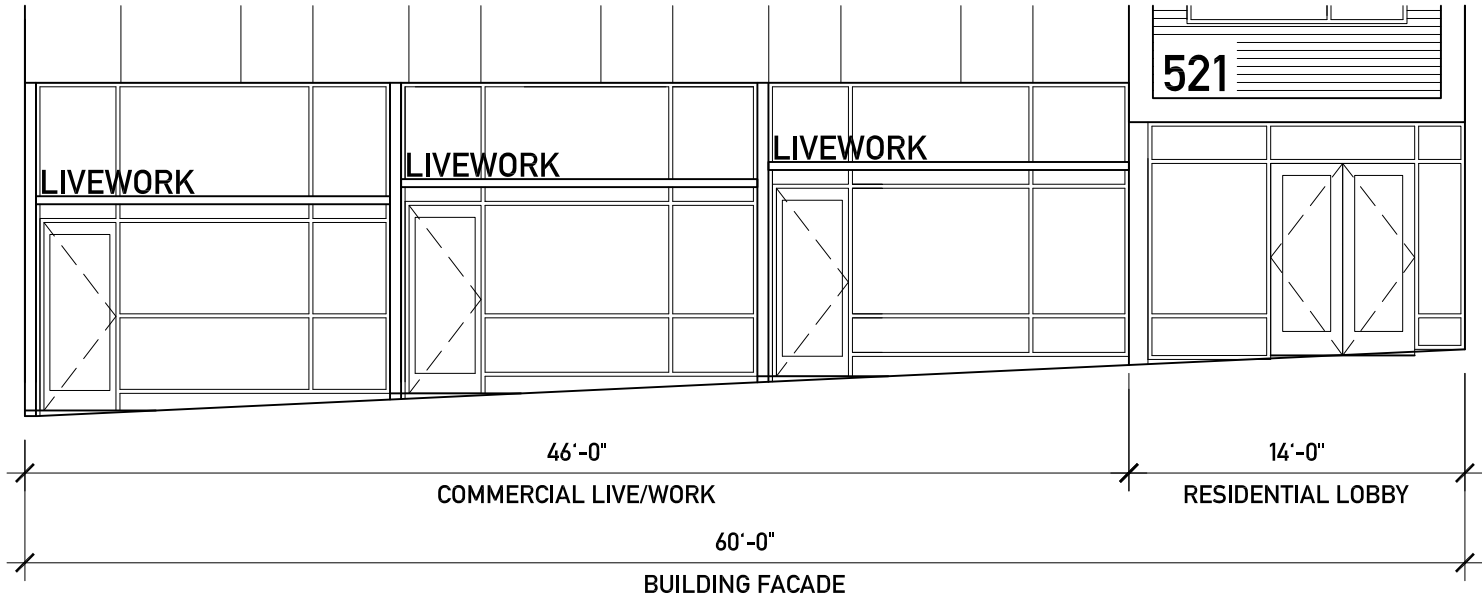 521
LIVEWORK
LIVEWORK
LIVEWORK
46'-0"
14'-0"
COMMERCIAL LIVE/WORK
RESIDENTIAL LOBBY
60'-0"
BUILDING FACADE